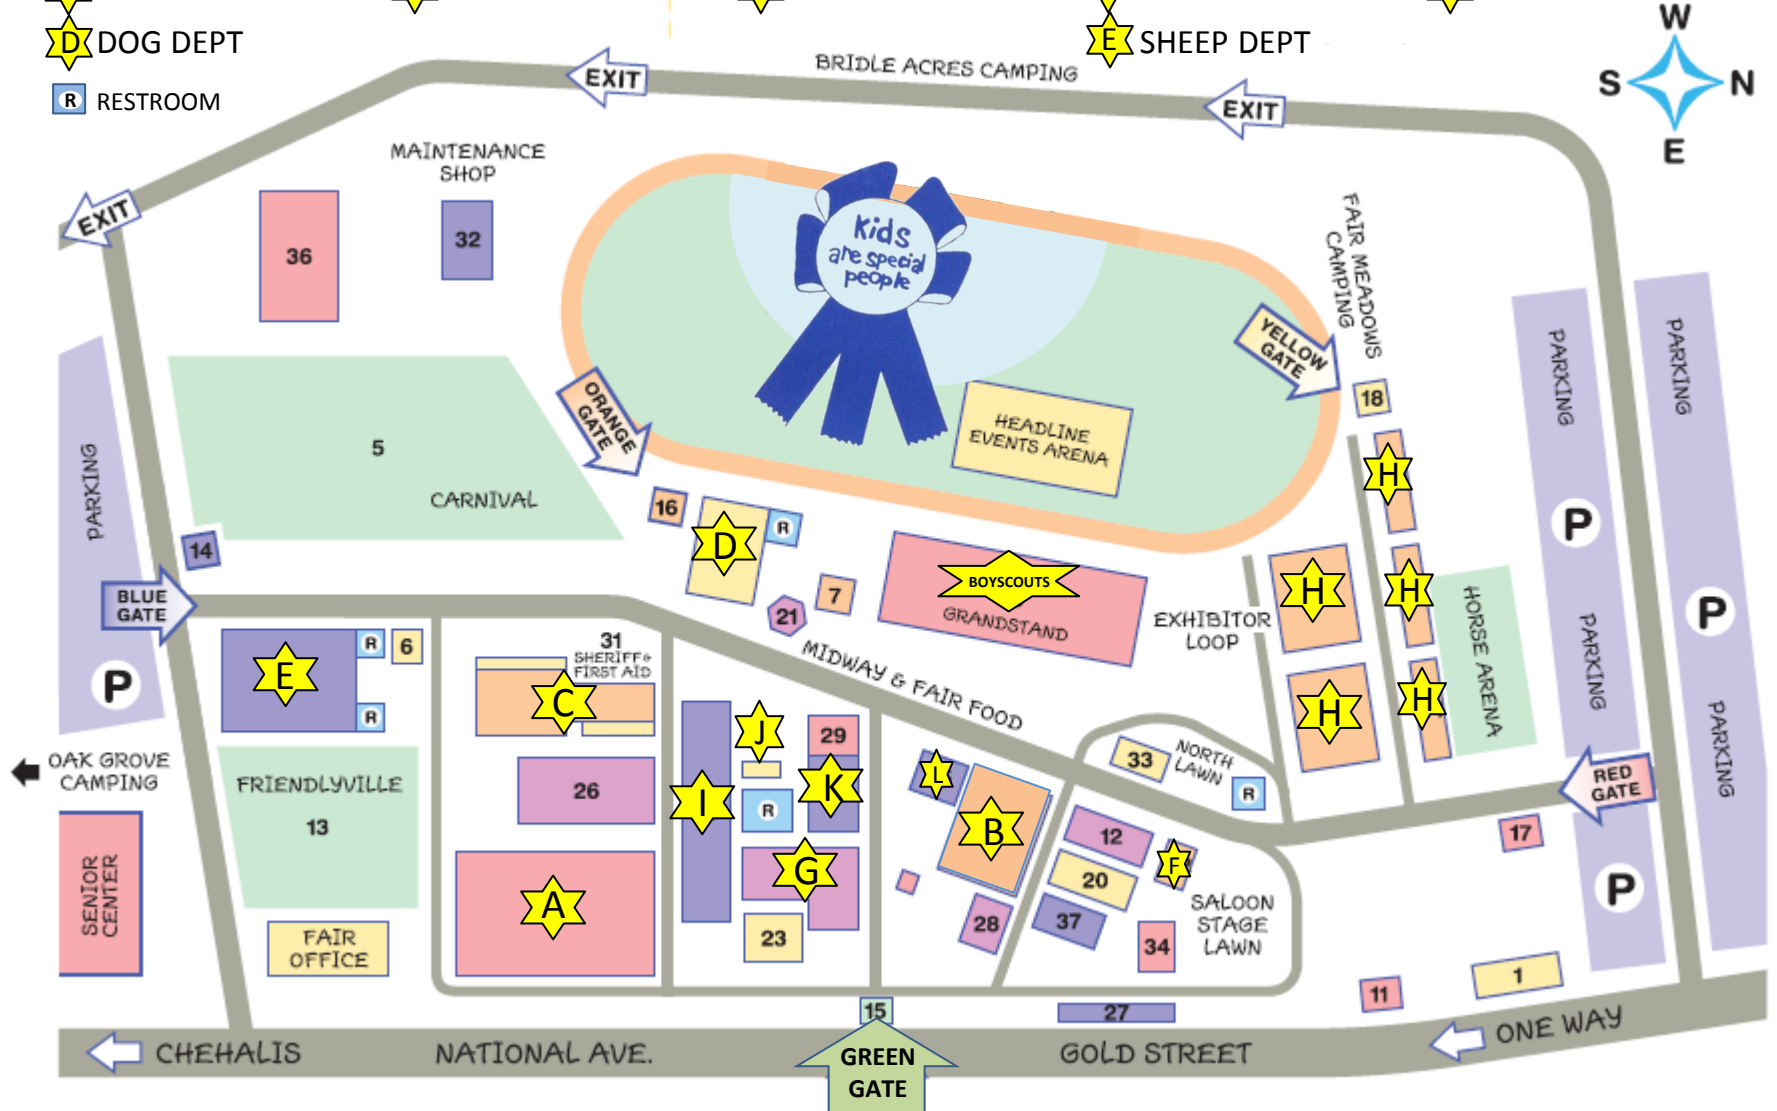 D DOG DEPT
E SHEEP DEPT
R RESTROOM
W
S N
E
EXIT
BRIDLE ACRES CAMPING
EXIT
EXIT
MAINTENANCE
SHOP
36
32
Kids
are special
people
FAIR MEADOWS
CAMPING
YELLOW
GATE
18
ORANGE
GATE
HEADLINE
EVENTS ARENA
5
CARNIVAL
PARKING
PARKING
PARKING
H
16
D
R
14
P
BOYSCOUTS
GRANDSTAND
EXHIBITOR
LOOP
H
H
HORSE ARENA
BLUE
GATE
7
21
P
PARKING
MIDWAY & FAIR FOOD
E
R
6
R
31
SHERIFF &
FIRST AID
C
H
H
P
PARKING
OAK GROVE
CAMPING
J
29
NORTH
LAWN
33
R
RED
GATE
FRIENDLYVILLE
13
26
I
R
K
L
B
12
F
17
20
SENIOR
CENTER
A
G
P
37
28
34
SALOON
STAGE
LAWN
FAIR
OFFICE
23
1
11
15
27
CHEHALIS
NATIONAL AVE.
GREEN
GATE
GOLD STREET
ONE WAY